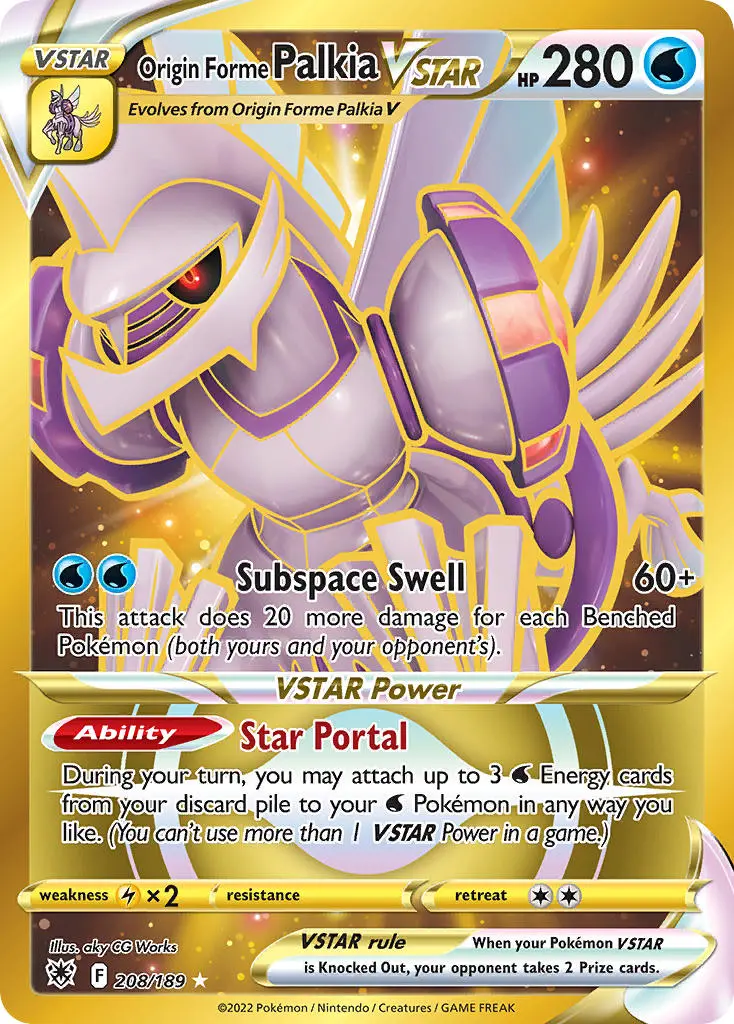 VSTAR
Origin Forme Palkia VSTAR HP 280
Evolves from Origin Forme Palkia V
Subspace Swell 60+
This attack does 20 more damage for each Benched
Pokémon (both yours and your opponent's).
VSTAR Power
Ability Star Portal
During your turn, you may attach up to 3 Energy cards
from your discard pile to your Pokémon in any way you
like. (You can't use more than 1 VSTAR Power in a game.)
weakness ×2 resistance retreat
Illus. aky CG Works
VSTAR rule When your Pokémon VSTAR
is Knocked Out, your opponent takes 2 Prize cards.
F 208/189
©2022 Pokémon / Nintendo / Creatures / GAME FREAK